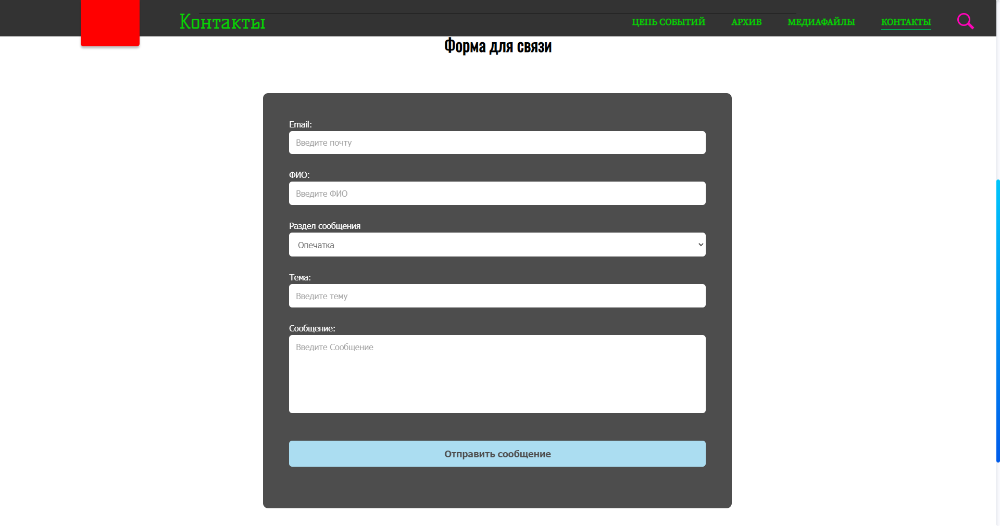 Контакты
ЦЕПЬ СОБЫТИЙ
АРХИВ
МЕДИАФАЙЛЫ
КОНТАКТЫ
Форма для связи
Email:
Введите почту
ФИО:
Введите ФИО
Раздел сообщения
Опечатка
Тема:
Введите тему
Сообщение:
Введите Сообщение
Отправить сообщение